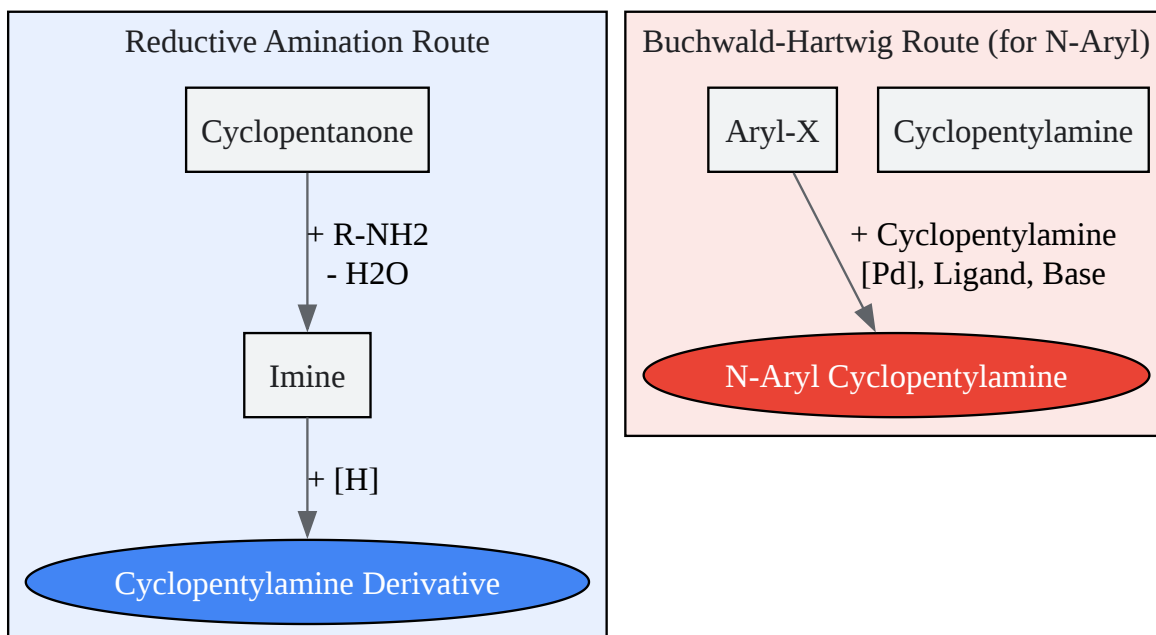 Reductive Amination Route
Cyclopentanone
+ R-NH2
- H2O
Imine
+ [H]
Cyclopentylamine Derivative
Buchwald-Hartwig Route (for N-Aryl)
Aryl-X
Cyclopentylamine
+ Cyclopentylamine
[Pd], Ligand, Base
N-Aryl Cyclopentylamine